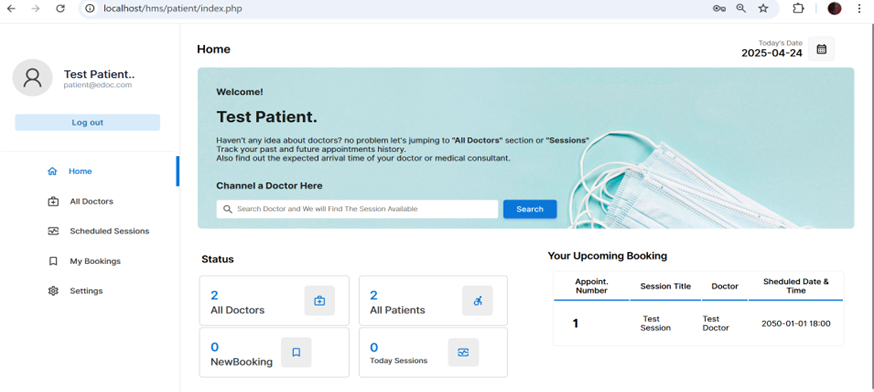 localhost/hms/patient/index.php
Test Patient..
patient@edoc.com
Log out
Home
All Doctors
Scheduled Sessions
My Bookings
Settings
Home
Today's Date
2025-04-24
Welcome!
Test Patient.
Haven't any idea about doctors? no problem let's jumping to "All Doctors" section or "Sessions"
Track your past and future appointments history.
Also find out the expected arrival time of your doctor or medical consultant.
Channel a Doctor Here
Search Doctor and We will Find The Session Available
Search
Status
2
All Doctors
2
All Patients
0
NewBooking
0
Today Sessions
Your Upcoming Booking
Appoint. Session Title Doctor Sheduled Date &
Number Time
1 Test Test 2050-01-01 18:00
Session Doctor